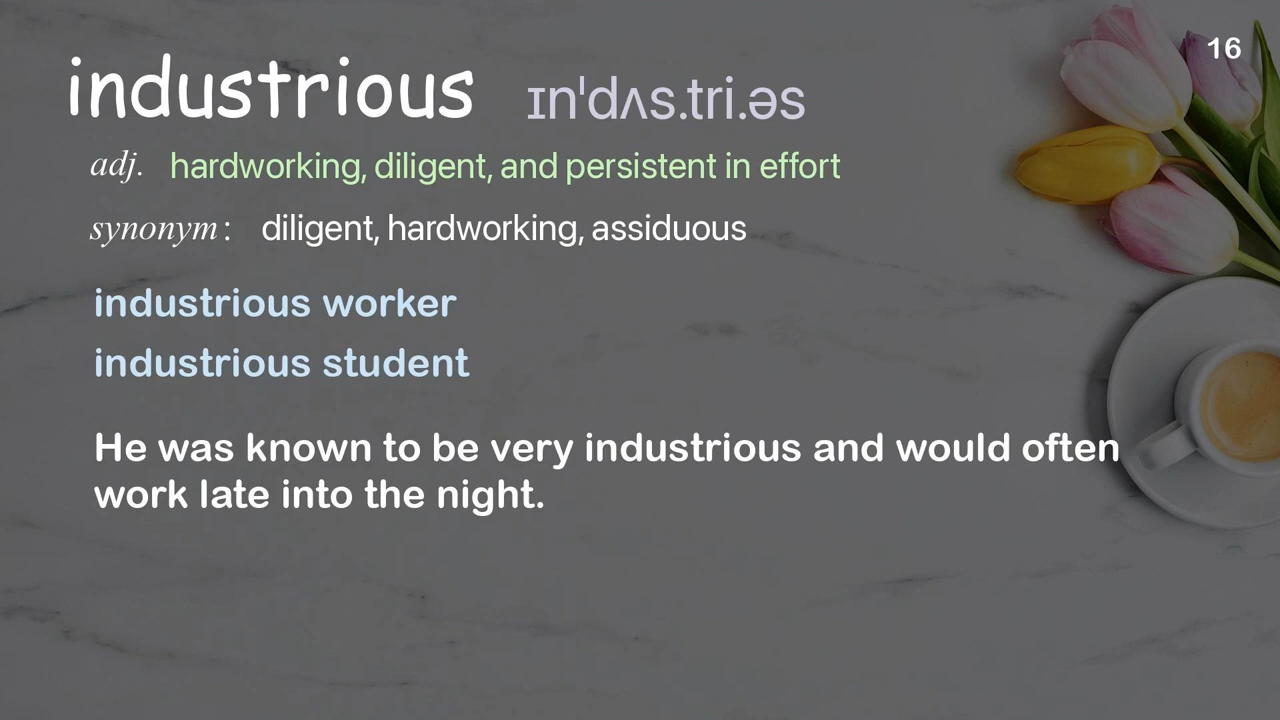 16
industrious ɪnˈdʌs.tri.əs
adj. hardworking, diligent, and persistent in effort
synonym: diligent, hardworking, assiduous
industrious worker
industrious student
He was known to be very industrious and would often
work late into the night.